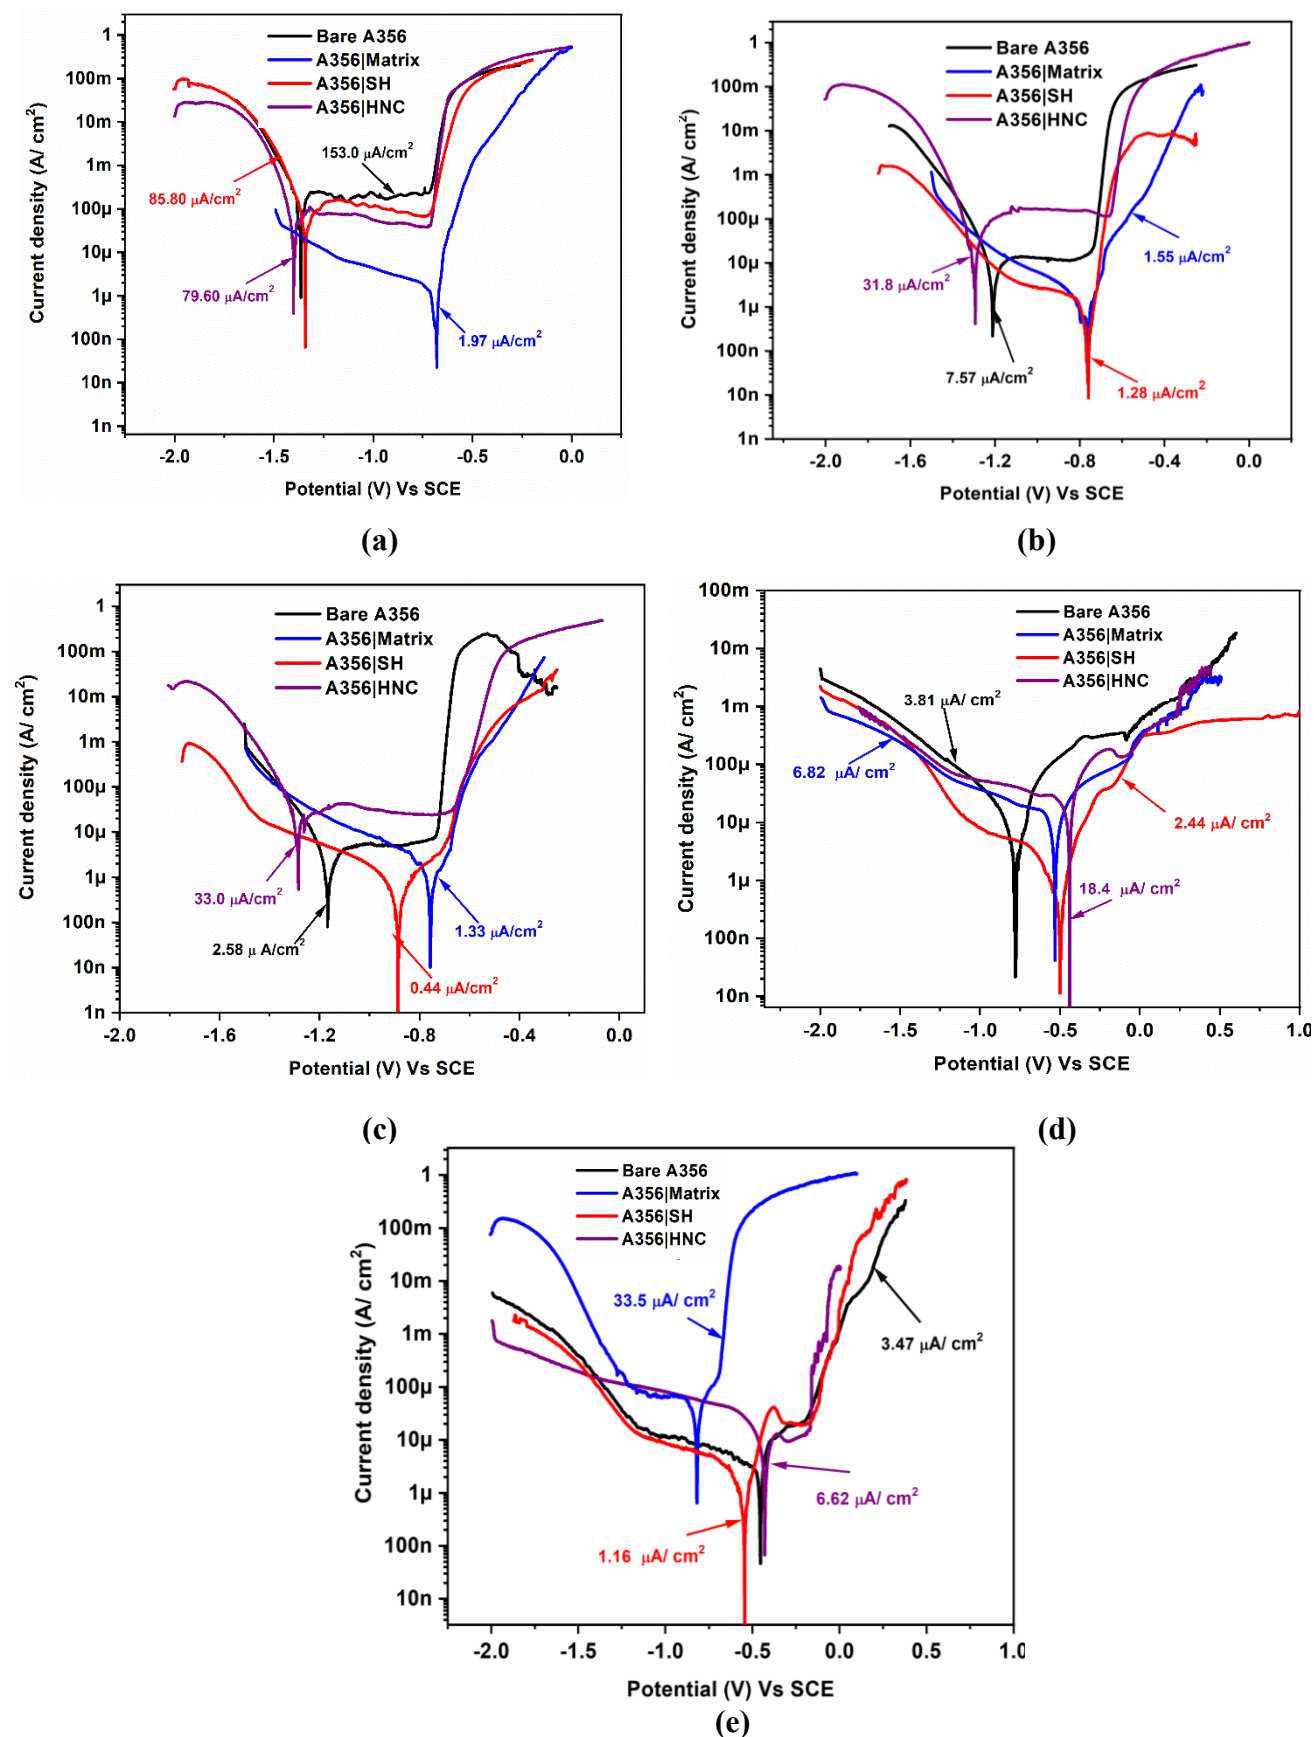 Bare A356
A356|Matrix
A356|SH
A356|HNC
1
100m
10m
1m
100µ
10µ
1µ
100n
10n
1n
153.0 µA/cm2
85.80 µA/cm2
79.60 µA/cm2
1.97 µA/cm2
-2.0 -1.5 -1.0 -0.5 0.0
Current density (A/ cm2)
Potential (V) Vs SCE
(a)
Bare A356
A356|Matrix
A356|SH
A356|HNC
1
100m
10m
1m
100µ
10µ
1µ
100n
10n
1n
1.55 µA/cm2
31.8 µA/cm2
7.57 µA/cm2
1.28 µA/cm2
-2.0 -1.6 -1.2 -0.8 -0.4 0.0
Current density (A/ cm2)
Potential (V) Vs SCE
(b)
Bare A356
A356|Matrix
A356|SH
A356|HNC
1
100m
10m
1m
100µ
10µ
1µ
100n
10n
1n
33.0 µA/cm2
2.58 µ A/cm2
1.33 µA/cm2
0.44 µA/cm2
-2.0 -1.6 -1.2 -0.8 -0.4 0.0
Current density (A/ cm2)
Potential (V) Vs SCE
(c)
Bare A356
A356|Matrix
A356|SH
A356|HNC
100m
10m
1m
100µ
10µ
1µ
100n
10n
3.81 µA/ cm2
6.82 µA/ cm2
2.44 µA/ cm2
18.4 µA/ cm2
-2.0 -1.5 -1.0 -0.5 0.0 0.5 1.0
Current density (A/ cm2)
Potential (V) Vs SCE
(d)
Bare A356
A356|Matrix
A356|SH
A356|HNC
1
100m
10m
1m
100µ
10µ
1µ
100n
10n
33.5 µA/ cm2
3.47 µA/ cm2
6.62 µA/ cm2
1.16 µA/ cm2
-2.0 -1.5 -1.0 -0.5 0.0 0.5 1.0
Current density (A/ cm2)
Potential (V) Vs SCE
(e)